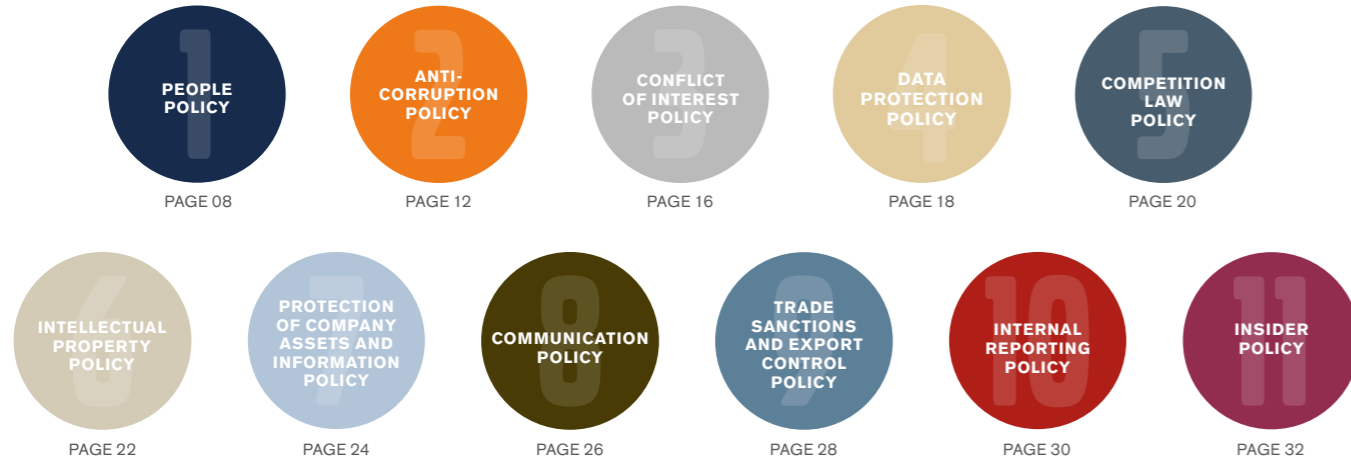 1
PEOPLE
POLICY
PAGE 08
2
ANTI-
CORRUPTION
POLICY
PAGE 12
3
CONFLICT
OF INTEREST
POLICY
PAGE 16
4
DATA
PROTECTION
POLICY
PAGE 18
5
COMPETITION
LAW
POLICY
PAGE 20
6
INTELLECTUAL
PROPERTY
POLICY
PAGE 22
7
PROTECTION
OF COMPANY
ASSETS AND
INFORMATION
POLICY
PAGE 24
8
COMMUNICATION
POLICY
PAGE 26
9
TRADE
SANCTIONS
AND EXPORT
CONTROL
POLICY
PAGE 28
10
INTERNAL
REPORTING
POLICY
PAGE 30
11
INSIDER
POLICY
PAGE 32